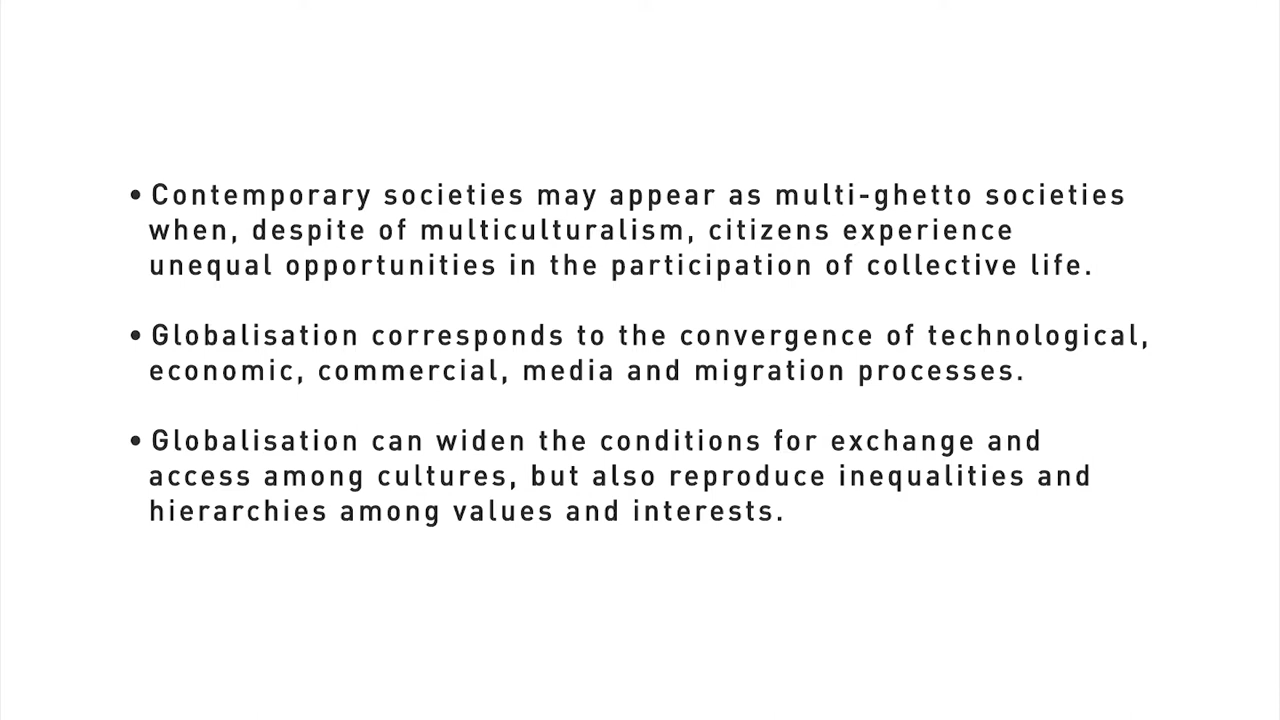 • Contemporary societies may appear as multi-ghetto societies
when, despite of multiculturalism, citizens experience
unequal opportunities in the participation of collective life.
• Globalisation corresponds to the convergence of technological,
economic, commercial, media and migration processes.
• Globalisation can widen the conditions for exchange and
access among cultures, but also reproduce inequalities and
hierarchies among values and interests.